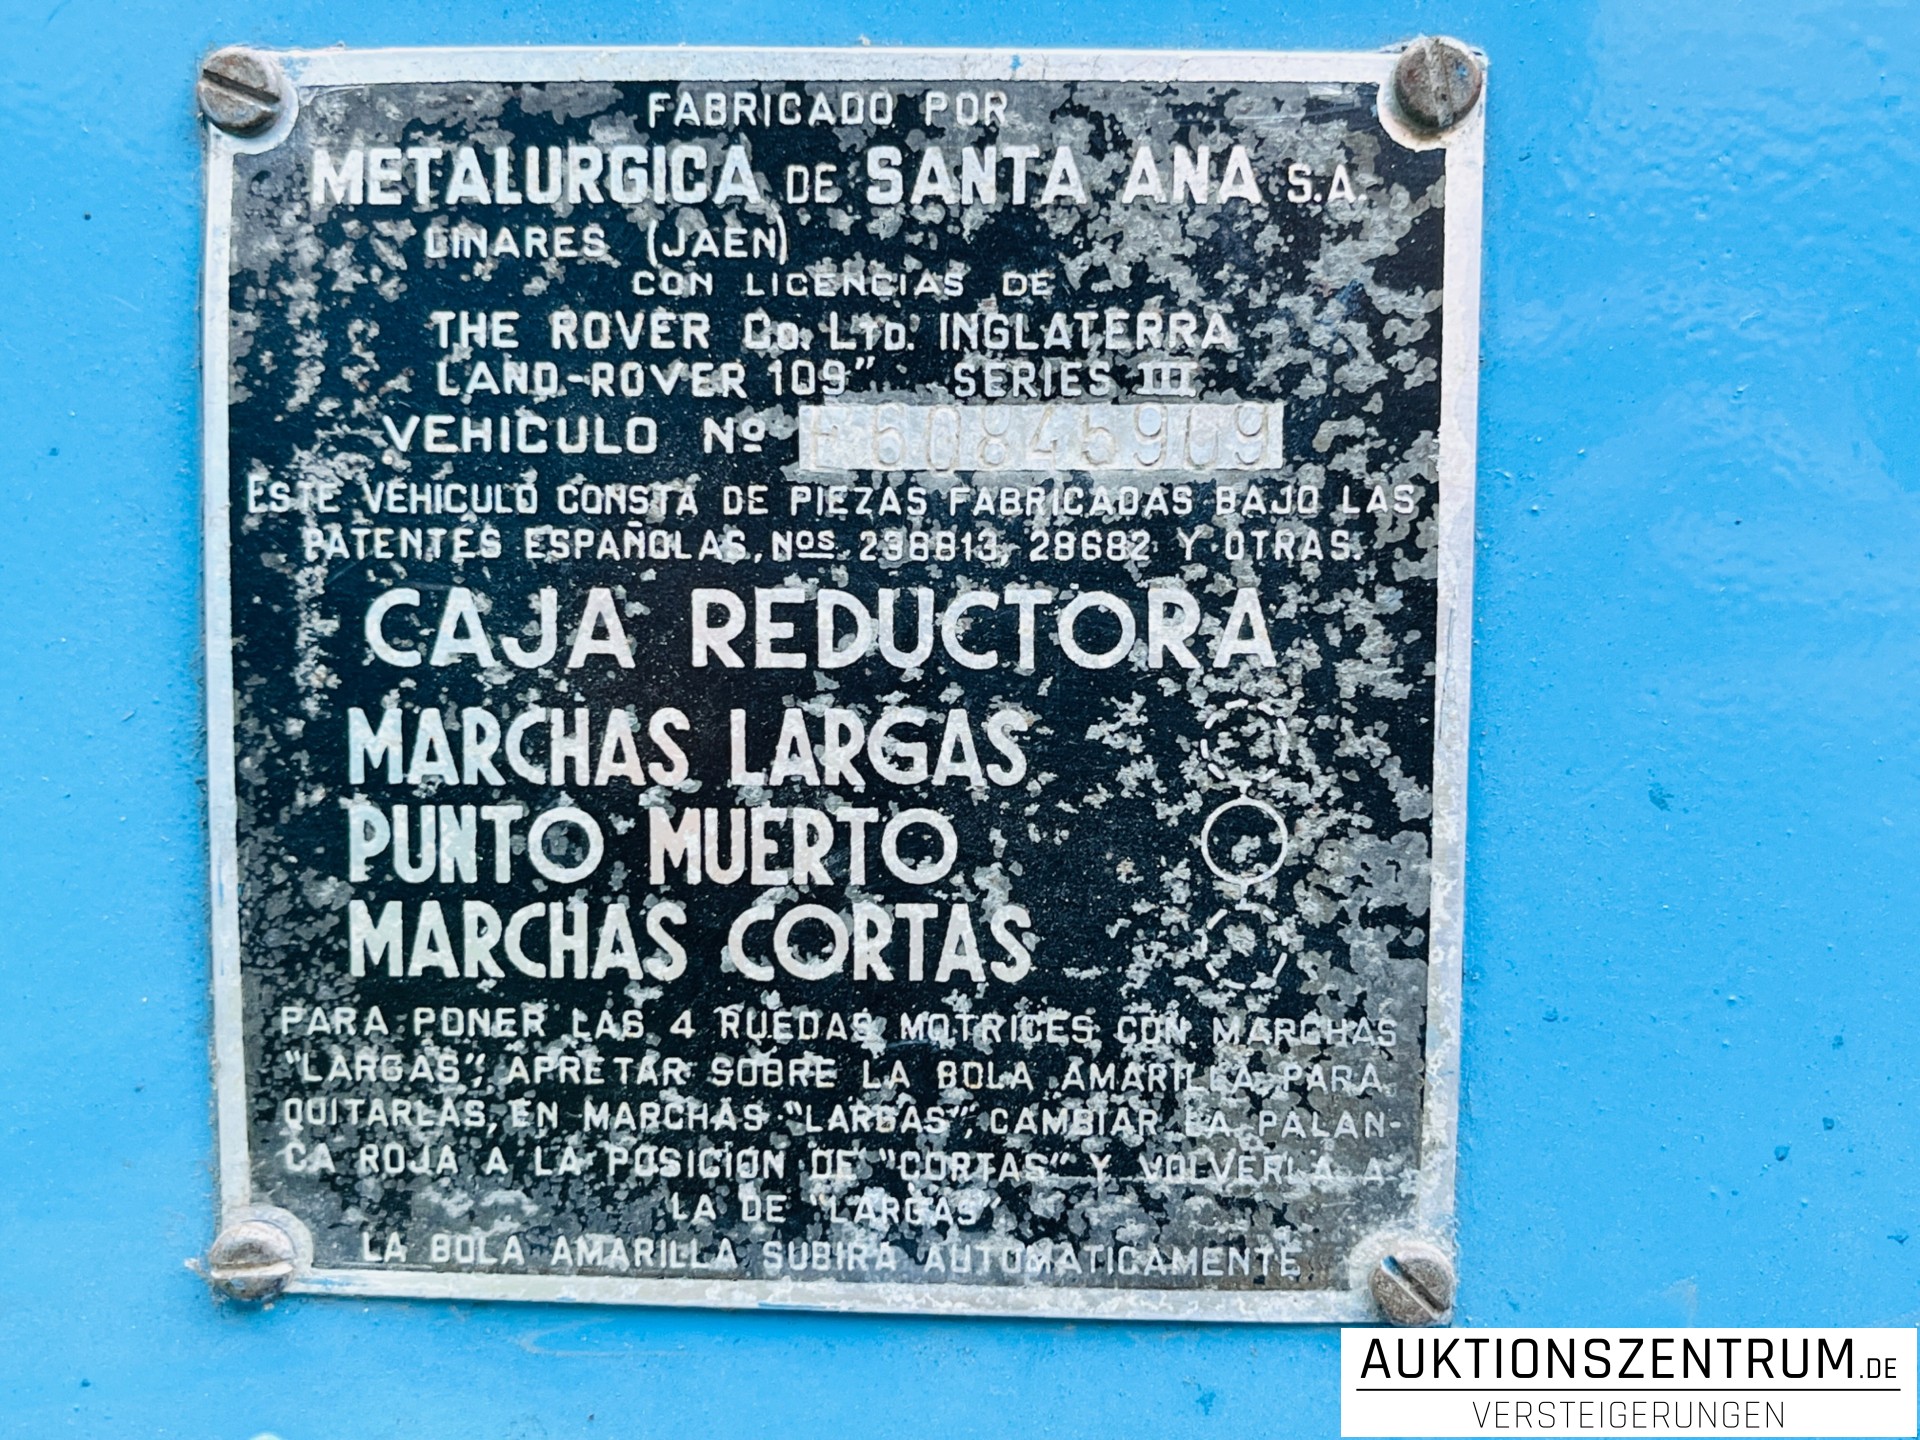 FABRICADO POR
METALURGICA DE SANTA ANA S.A.
LINARES (JAEN)
CON LICENCIAS DE
THE ROVER Co. LTD. INGLATERRA
LAND-ROVER 109" SERIES III
VEHICULO Nº
ESTE VEHICULO CONSTA DE PIEZAS FABRICADAS BAJO LAS
PATENTES ESPAÑOLAS, Nos 238813, 28682 Y OTRAS.
CAJA REDUCTORA
MARCHAS LARGAS
PUNTO MUERTO
MARCHAS CORTAS
PARA PONER LAS 4 RUEDAS MOTRICES CON MARCHAS
"LARGAS", APRETAR SOBRE LA BOLA AMARILLA PARA
QUITARLAS, EN MARCHAS "LARGAS", CAMBIAR LA PALAN-
CA ROJA A LA POSICION DE "CORTAS" Y VOLVERLA A
LA DE "LARGAS"
LA BOLA AMARILLA SUBIRA AUTOMATICAMENTE
AUKTIONSZENTRUM.DE
VERSTEIGERUNGEN